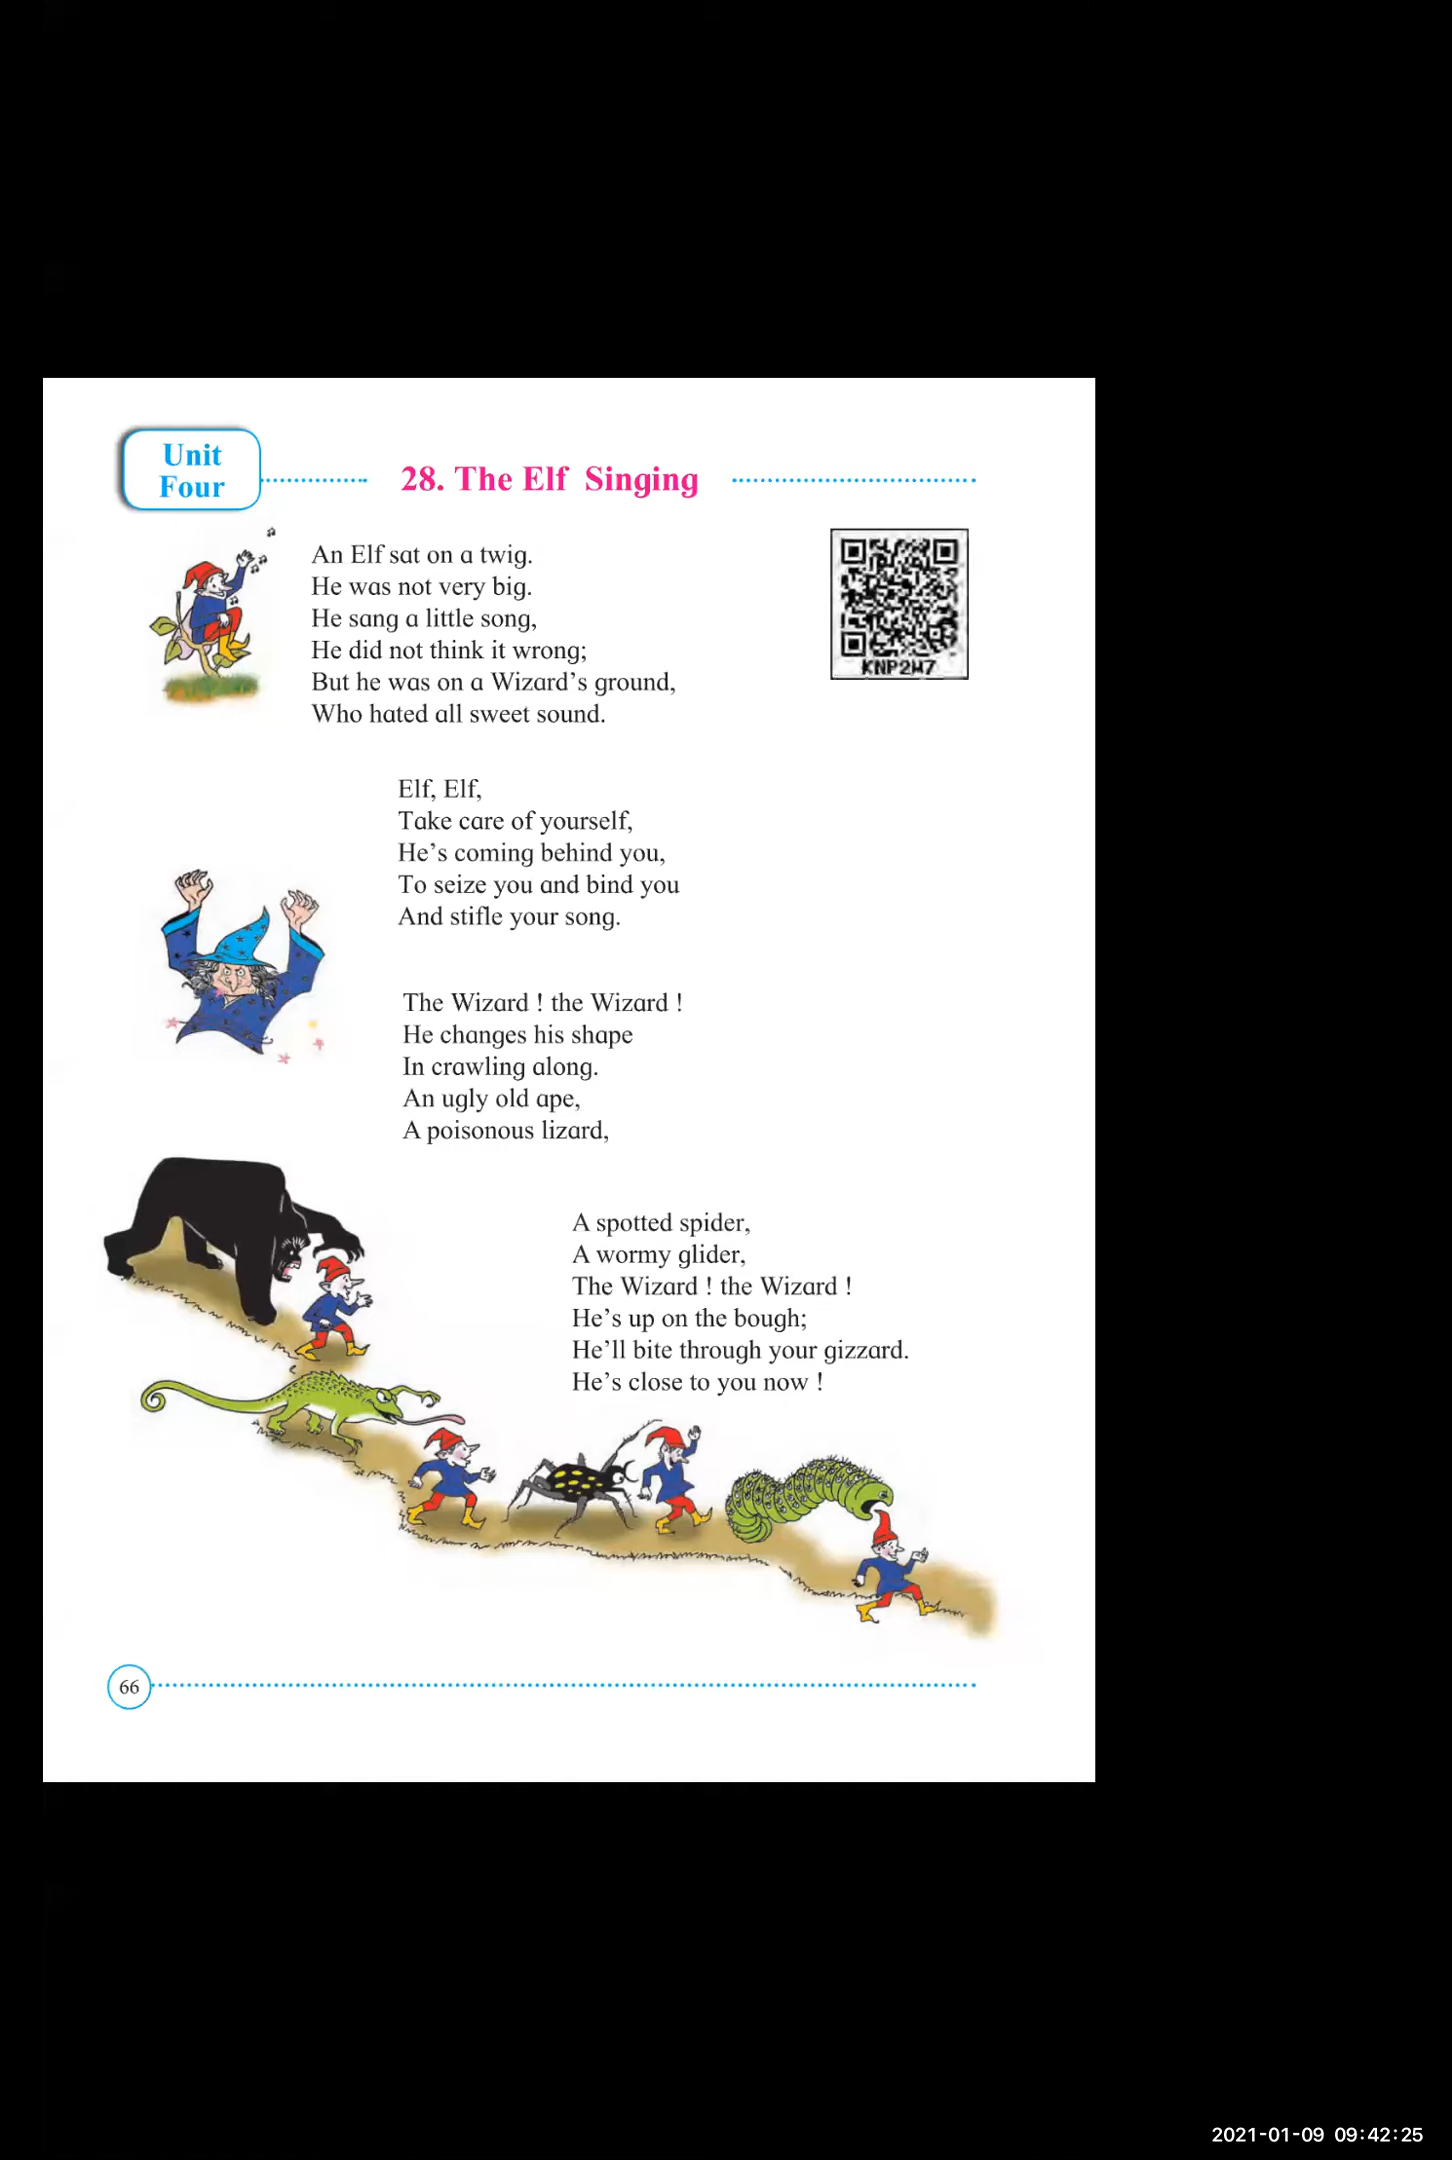 Unit
Four
28. The Elf Singing
An Elf sat on a twig.
He was not very big.
He sang a little song,
He did not think it wrong;
But he was on a Wizard's ground,
Who hated all sweet sound.
KNP2M7
Elf, Elf,
Take care of yourself,
He's coming behind you,
To seize you and bind you
And stifle your song.
The Wizard ! the Wizard !
He changes his shape
In crawling along.
An ugly old ape,
A poisonous lizard,
A spotted spider,
A wormy glider,
The Wizard ! the Wizard !
He's up on the bough;
He'll bite through your gizzard.
He's close to you now !
66
2021-01-09 09:42:25